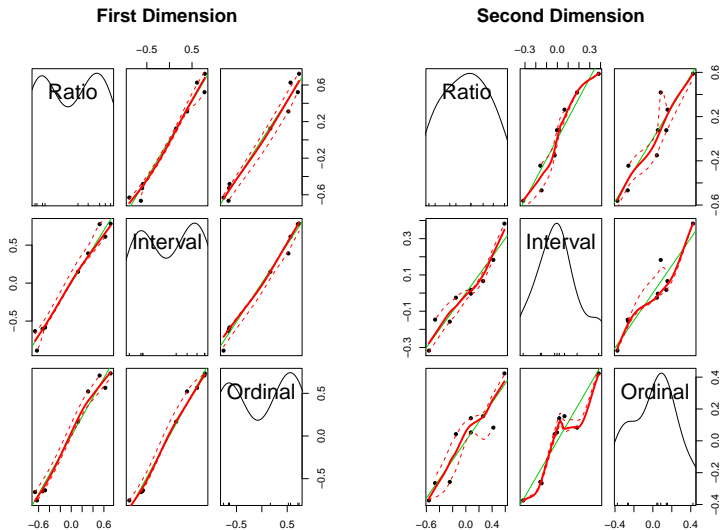 First Dimension
Second Dimension
-0.5 0.5
-0.3 0.0 0.3
Ratio
-0.6 -0.2 0.2 0.6
Ratio
-0.6 -0.2 0.2 0.6
-0.5 0.0 0.5
Interval
-0.3 -0.1 0.1 0.3
Interval
Ordinal
-0.5 0.0 0.5
Ordinal
-0.4 -0.2 0.0 0.2 0.4
-0.6 0.0 0.6
-0.5 0.5
-0.6 -0.2 0.2 0.6
-0.4 0.0 0.4